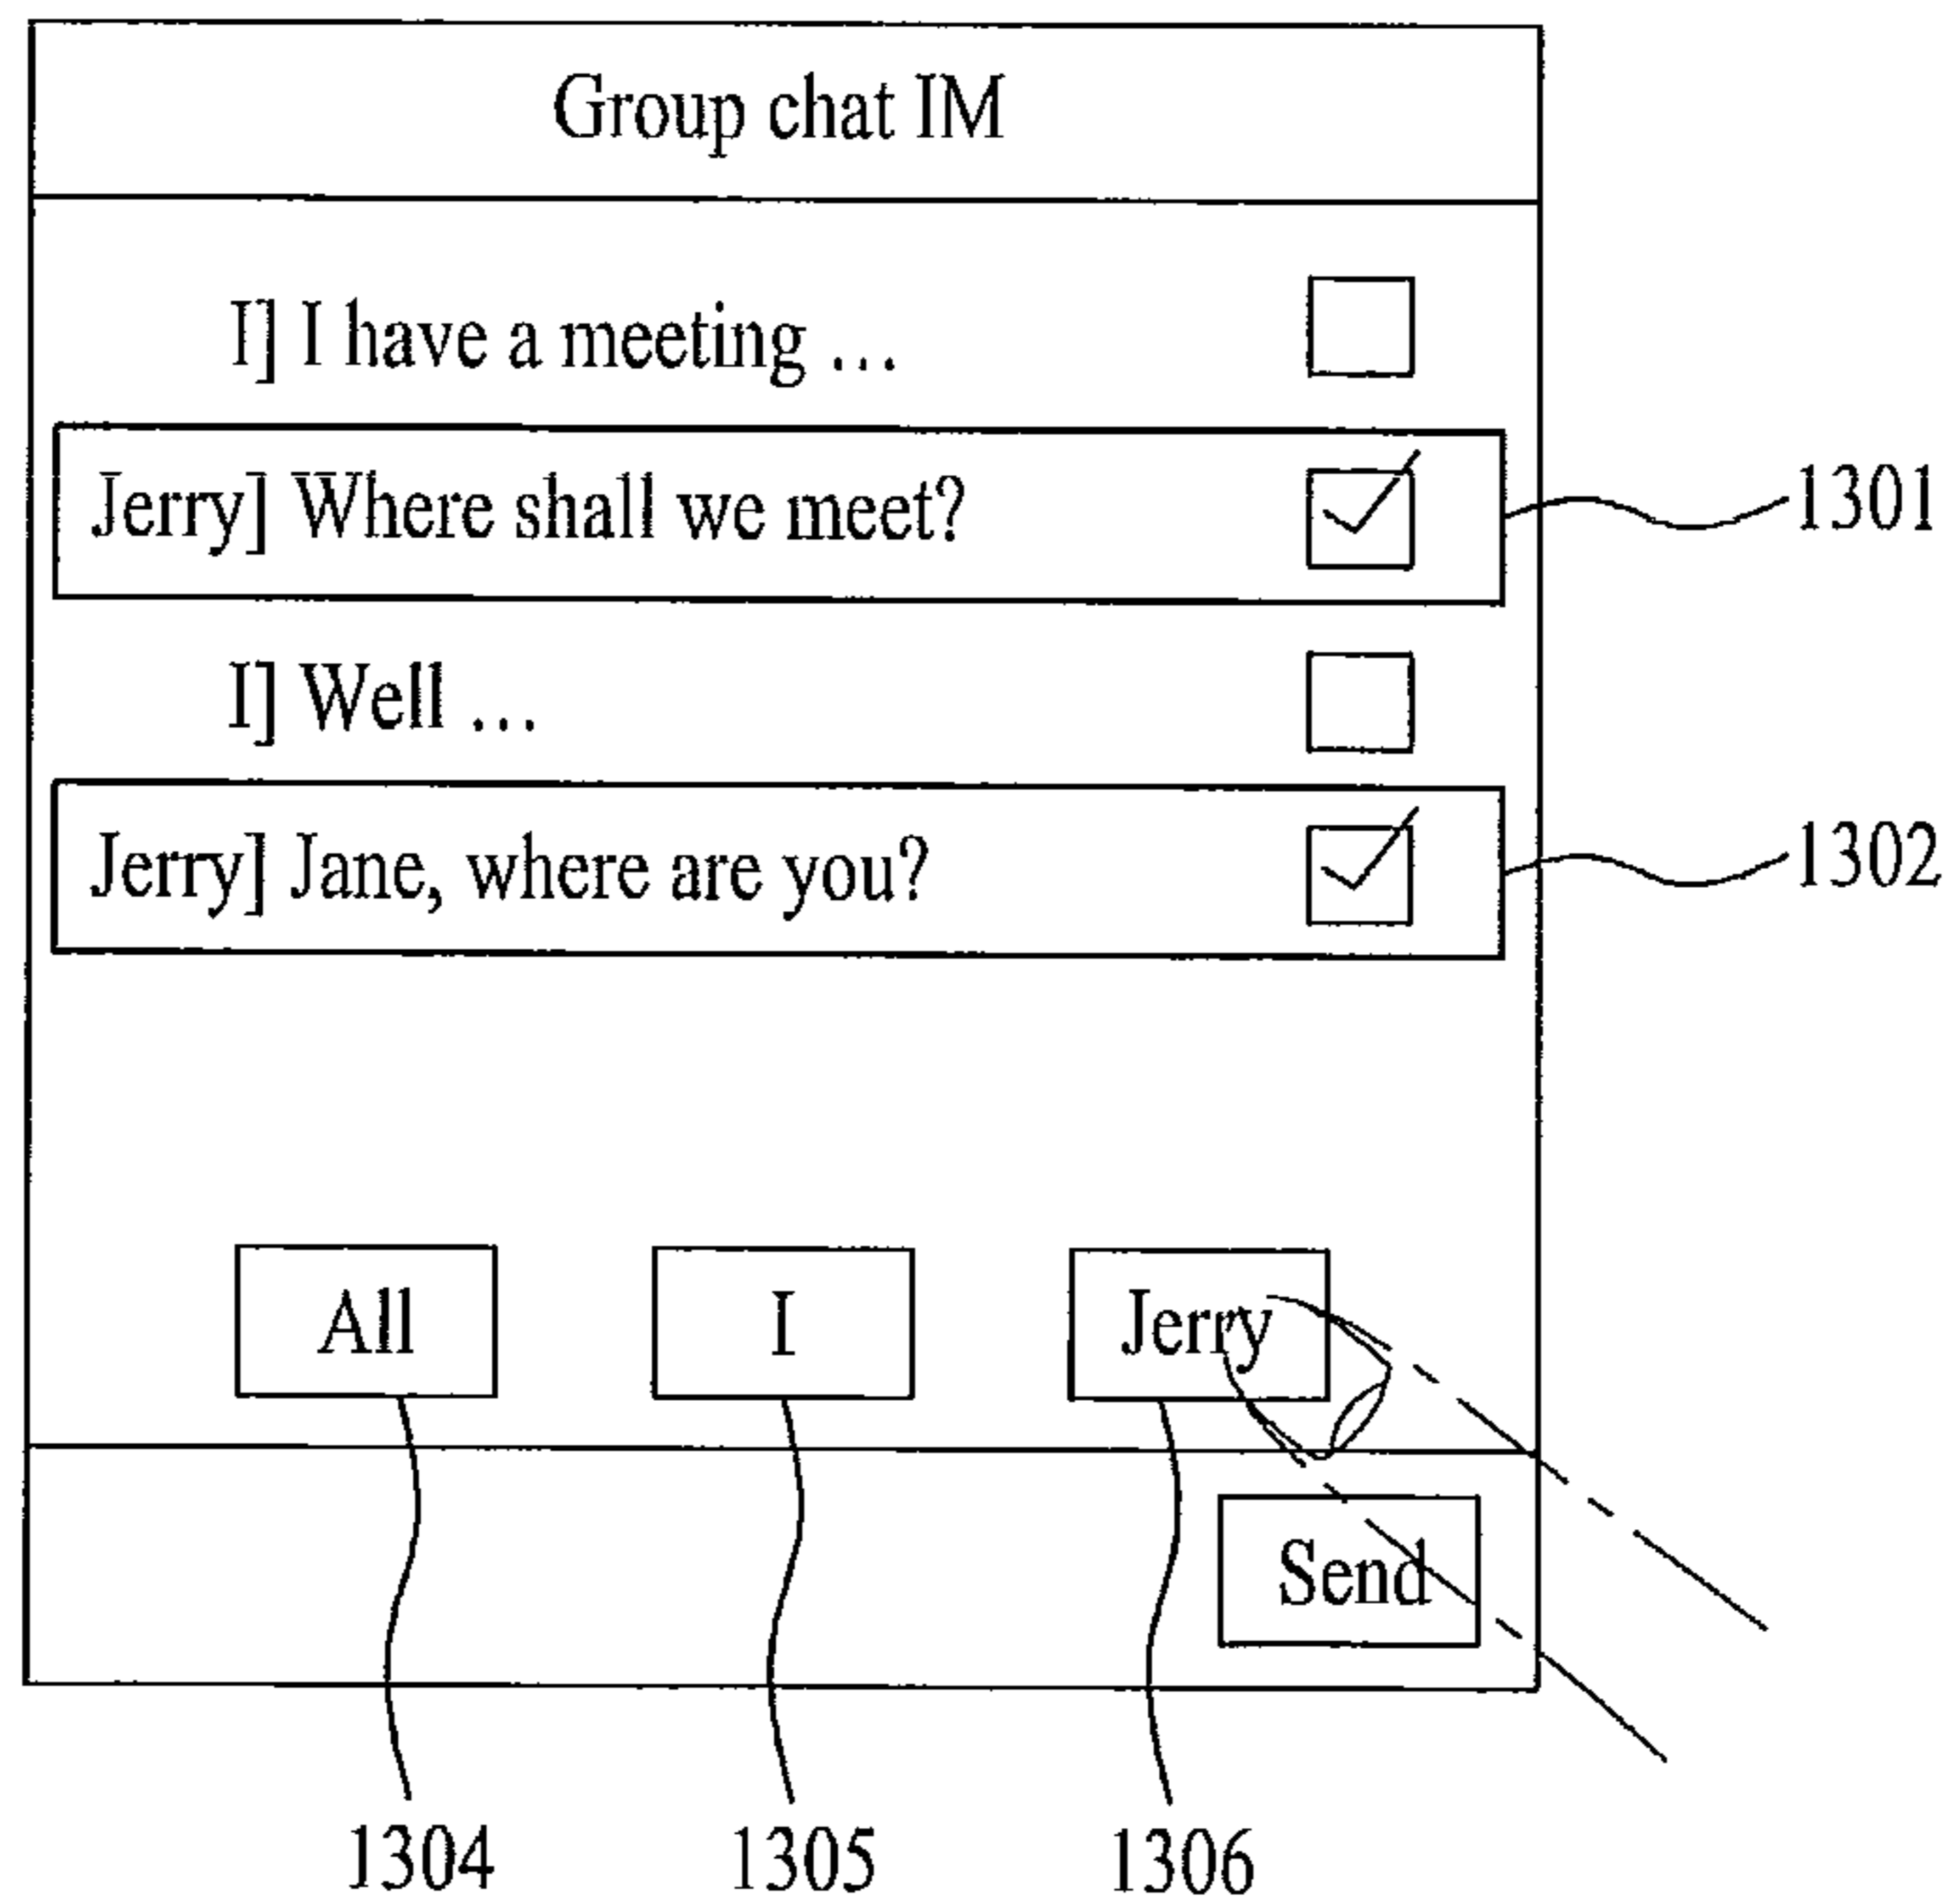 Group chat IM
I] I have a meeting ...
Jerry] Where shall we meet?
1301
I] Well ...
Jerry] Jane, where are you?
1302
All I Jerry
Send
1304 1305 1306